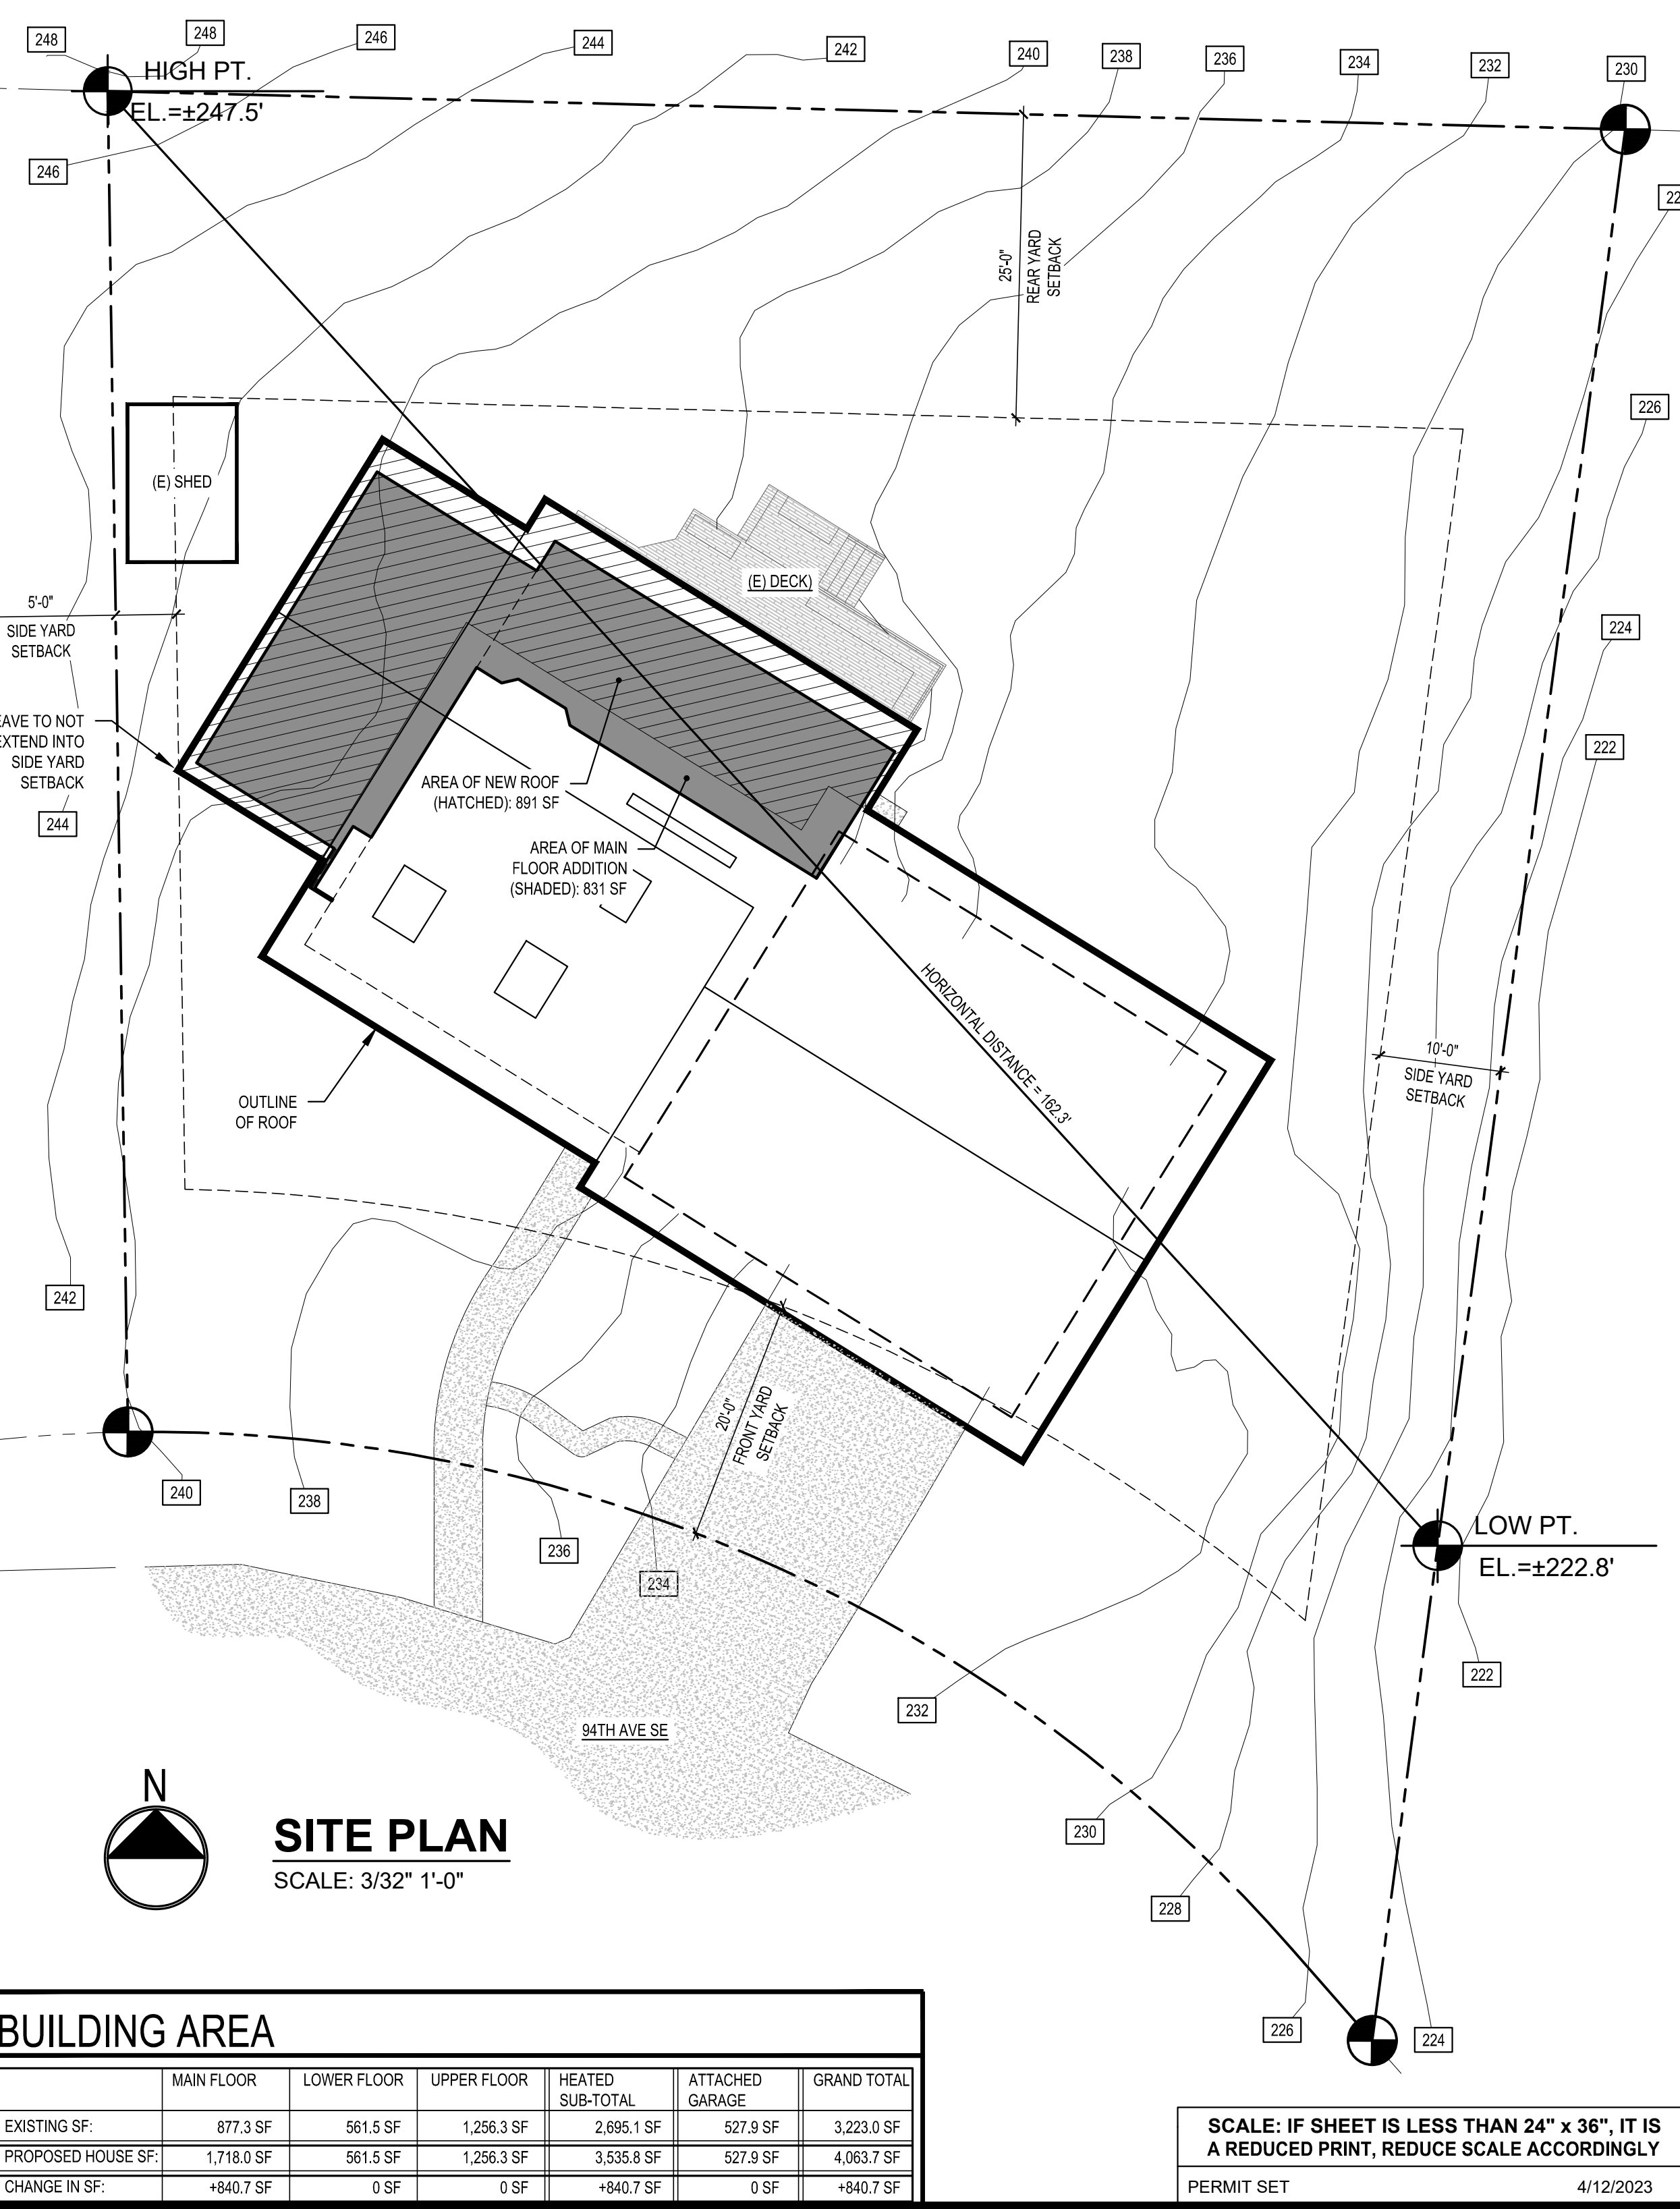 248
248
246
244
242
240
238
236
234
232
230
HIGH PT.
EL.=±247.5'
246
25'-0"
REAR YARD
SETBACK
226
(E) SHED
(E) DECK)
5'-0"
SIDE YARD
SETBACK
224
TO NOT
INTO
SIDE YARD
SETBACK
222
244
AREA OF NEW ROOF
(HATCHED): 891 SF
AREA OF MAIN
FLOOR ADDITION
(SHADED): 831 SF
HORIZONTAL DISTANCE = 162.3'
10'-0"
SIDE YARD
SETBACK
OUTLINE
OF ROOF
242
20'-0"
FRONT YARD
SETBACK
240
238
236
234
LOW PT.
EL.=±222.8'
222
232
94TH AVE SE
230
N
SITE PLAN
SCALE: 3/32" 1'-0"
228
226
224
BUILDING AREA
MAIN FLOOR LOWER FLOOR UPPER FLOOR HEATED SUB-TOTAL ATTACHED GARAGE GRAND TOTAL
EXISTING SF: 877.3 SF 561.5 SF 1,256.3 SF 2,695.1 SF 527.9 SF 3,223.0 SF
PROPOSED HOUSE SF: 1,718.0 SF 561.5 SF 1,256.3 SF 3,535.8 SF 527.9 SF 4,063.7 SF
CHANGE IN SF: +840.7 SF 0 SF 0 SF +840.7 SF 0 SF +840.7 SF
SCALE: IF SHEET IS LESS THAN 24" x 36", IT IS
A REDUCED PRINT, REDUCE SCALE ACCORDINGLY
PERMIT SET 4/12/2023